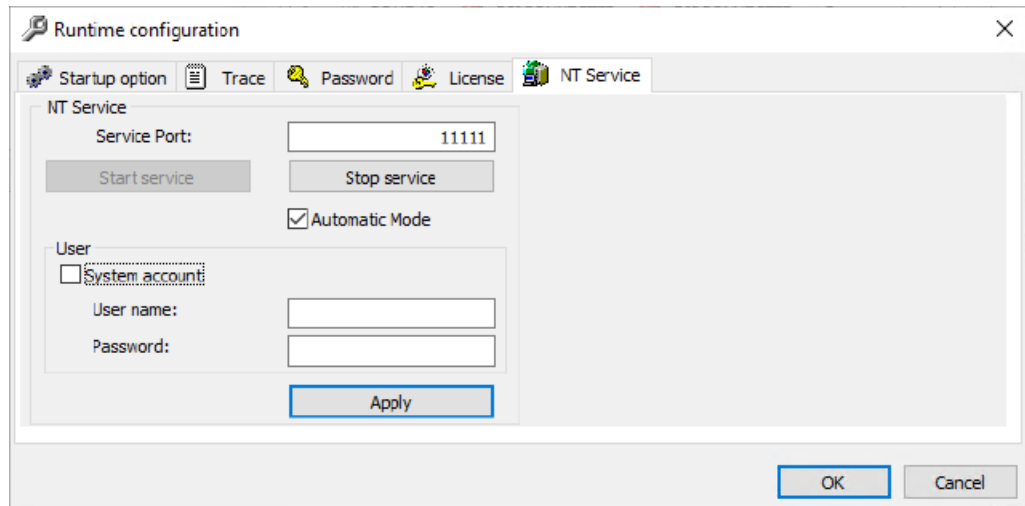 Runtime configuration
Startup option Trace Password License NT Service
NT Service
Service Port: 11111
Start service Stop service
Automatic Mode
User
System account
User name:
Password:
Apply
OK Cancel